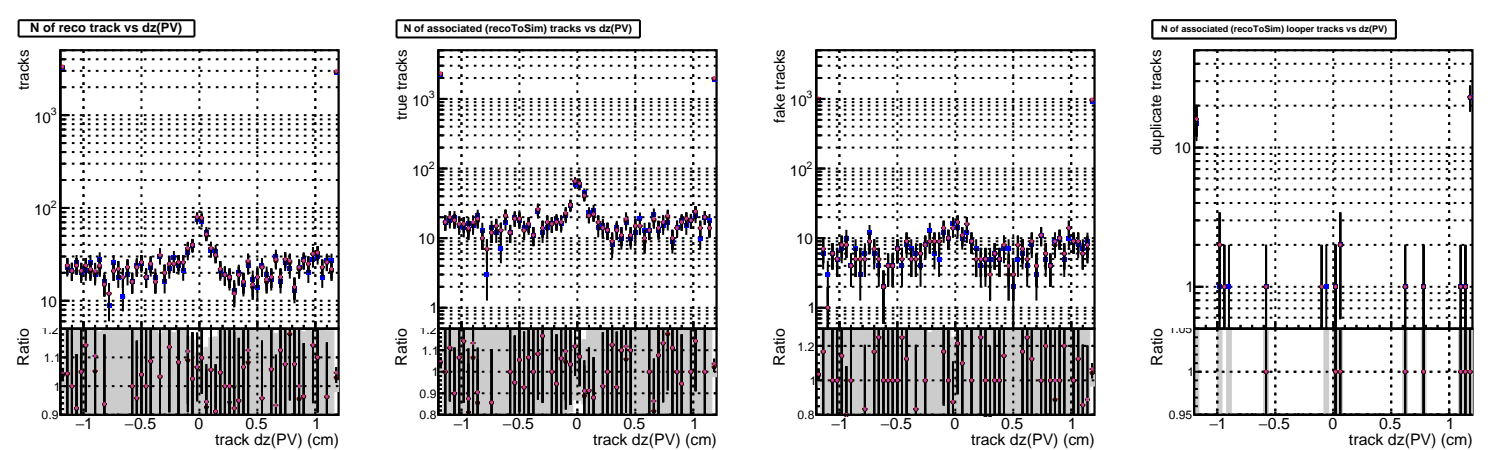 N of reco track vs dz(PV)
tracks
10³
10²
10
Ratio
1.2
1.1
1
0.9
−1 −0.5 0 0.5 1
track dz(PV) (cm)
N of associated (recoToSim) tracks vs dz(PV)
true tracks
10³
10²
10
1
Ratio
1.2
1.1
1
0.9
0.8
−1 −0.5 0 0.5 1
track dz(PV) (cm)
fake tracks
10³
10²
10
1
Ratio
1.2
1
0.8
−1 −0.5 0 0.5 1
track dz(PV) (cm)
N of associated (recoToSim) looper tracks vs dz(PV)
duplicate tracks
10
1
Ratio
1.05
1
0.95
−1 −0.5 0 0.5 1
track dz(PV) (cm)